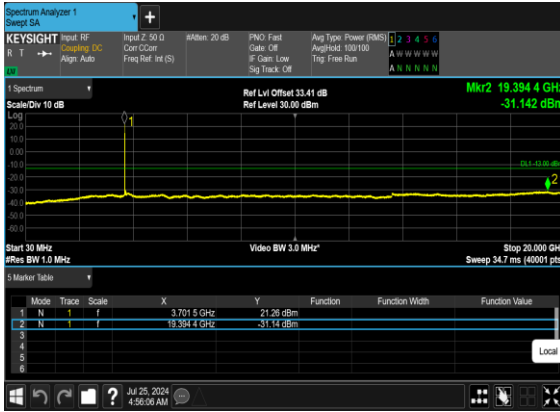 Spectrum Analyzer 1
Swept SA
+
KEYSIGHT Input: RF Input Z: 50 Ω #Atten: 20 dB PNO: Fast Avg Type: Power (RMS) 1 2 3 4 5 6
R T Coupling: DC Corr CCorr Gate: Off Avg|Hold: 100/100 A W W W W W
Align: Auto Freq Ref: Int (S) IF Gain: Low Trig: Free Run
Sig Track: Off A N N N N N
1 Spectrum
Ref Lvl Offset 33.41 dB Mkr2 19.394 4 GHz
Scale/Div 10 dB Ref Level 30.00 dBm -31.142 dBm
Log
20.0
10.0
0.00
-10.0
DL1 -13.00 dBm
-20.0
-30.0
-40.0
-50.0
-60.0
1
2
Start 30 MHz Video BW 3.0 MHz* Stop 20.000 GH
#Res BW 1.0 MHz Sweep 34.7 ms (40001 pts
5 Marker Table
Mode Trace Scale X Y Function Function Width Function Value
1 N 1 f 3.701 5 GHz 21.26 dBm
2 N 1 f 19.394 4 GHz -31.14 dBm
3
4
5
6
Local
?
Jul 25, 2024
4:56:06 AM